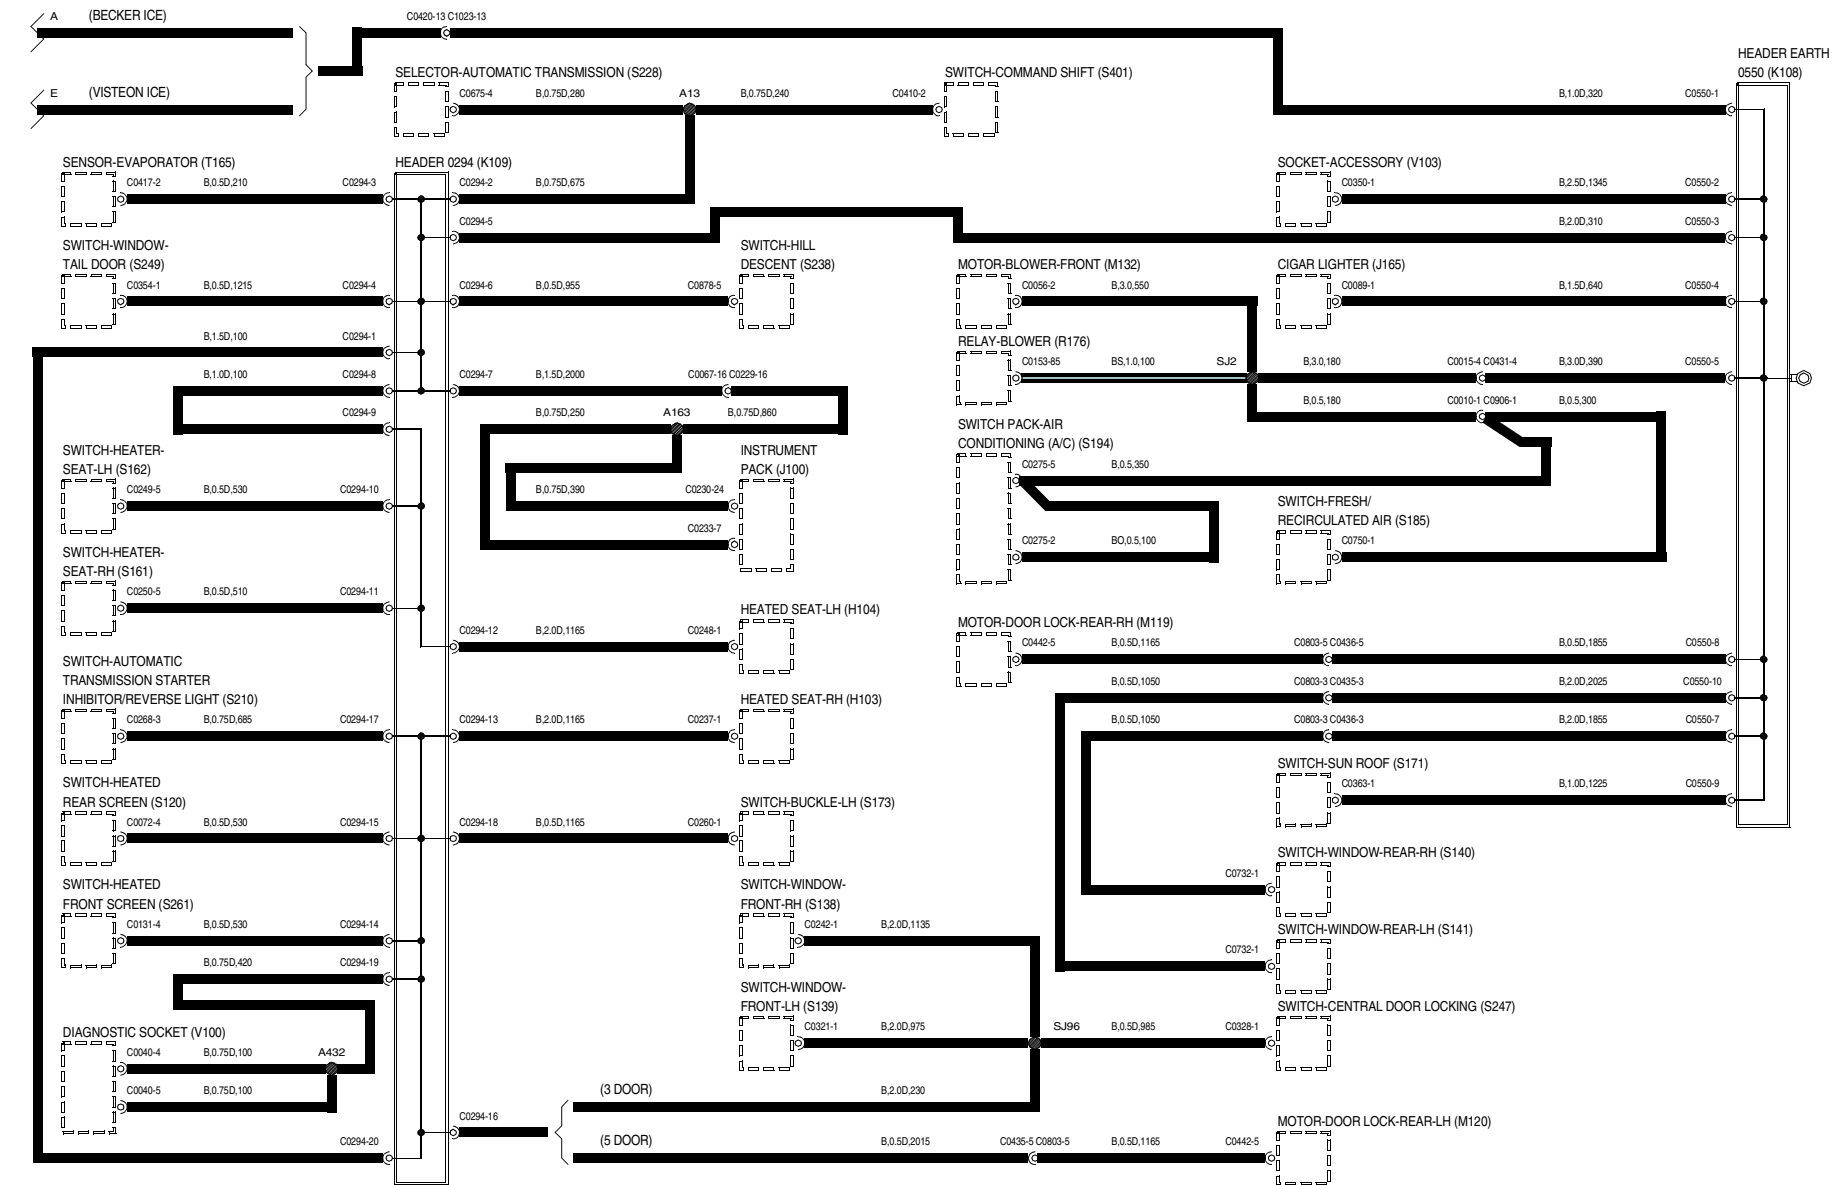 A (BECKER ICE)
C0420-13 C1023-13
E (VISTEON ICE)
HEADER EARTH
0550 (K108)
SELECTOR-AUTOMATIC TRANSMISSION (S228)
C0675-4 B,0.75D,280 A13 B,0.75D,240 C0410-2
SWITCH-COMMAND SHIFT (S401)
B,1.0D,320 C0550-1
SENSOR-EVAPORATOR (T165)
C0417-2 B,0.5D,210 C0294-3
HEADER 0294 (K109)
C0294-2 B,0.75D,675
SOCKET-ACCESSORY (V103)
C0350-1 B,2.5D,1345 C0550-2
C0294-5 B,2.0D,310 C0550-3
SWITCH-WINDOW-
TAIL DOOR (S249)
C0354-1 B,0.5D,1215 C0294-4
C0294-6 B,0.5D,955 C0878-5
SWITCH-HILL
DESCENT (S238)
MOTOR-BLOWER-FRONT (M132)
C0056-2 B,3.0,550
CIGAR LIGHTER (J165)
C0089-1 B,1.5D,640 C0550-4
B,1.5D,100 C0294-1
RELAY-BLOWER (R176)
C0153-85 BS,1.0,100 SJ2 B,3.0,180 C0015-4 C0431-4 B,3.0D,390 C0550-5
B,1.0D,100 C0294-8
C0294-7 B,1.5D,2000 C0067-16 C0229-16
B,0.5,180 C0010-1 C0906-1 B,0.5,300
C0294-9
B,0.75D,250 A163 B,0.75D,860
SWITCH PACK-AIR
CONDITIONING (A/C) (S194)
C0275-5 B,0.5,350
C0275-2 BO,0.5,100
INSTRUMENT
PACK (J100)
B,0.75D,390 C0230-24
C0233-7
SWITCH-HEATER-
SEAT-LH (S162)
C0249-5 B,0.5D,530 C0294-10
SWITCH-FRESH/
RECIRCULATED AIR (S185)
C0750-1
SWITCH-HEATER-
SEAT-RH (S161)
C0250-5 B,0.5D,510 C0294-11
HEATED SEAT-LH (H104)
C0294-12 B,2.0D,1165 C0248-1
MOTOR-DOOR LOCK-REAR-RH (M119)
C0442-5 B,0.5D,1165 C0803-5 C0436-5 B,0.5D,1855 C0550-8
B,0.5D,1050 C0803-3 C0435-3 B,2.0D,2025 C0550-10
B,0.5D,1050 C0803-3 C0436-3 B,2.0D,1855 C0550-7
SWITCH-AUTOMATIC
TRANSMISSION STARTER
INHIBITOR/REVERSE LIGHT (S210)
C0268-3 B,0.75D,685 C0294-17
HEATED SEAT-RH (H103)
C0294-13 B,2.0D,1165 C0237-1
SWITCH-SUN ROOF (S171)
C0363-1 B,1.0D,1225 C0550-9
SWITCH-HEATED
REAR SCREEN (S120)
C0072-4 B,0.5D,530 C0294-15
SWITCH-BUCKLE-LH (S173)
C0294-18 B,0.5D,1165 C0260-1
SWITCH-WINDOW-REAR-RH (S140)
C0732-1
SWITCH-HEATED
FRONT SCREEN (S261)
C0131-4 B,0.5D,530 C0294-14
SWITCH-WINDOW-
FRONT-RH (S138)
C0242-1 B,2.0D,1135
SWITCH-WINDOW-REAR-LH (S141)
C0732-1
B,0.75D,420 C0294-19
SWITCH-WINDOW-
FRONT-LH (S139)
C0321-1 B,2.0D,975 SJ96 B,0.5D,985 C0328-1
SWITCH-CENTRAL DOOR LOCKING (S247)
DIAGNOSTIC SOCKET (V100)
C0040-4 B,0.75D,100 A432
C0040-5 B,0.75D,100
(3 DOOR) B,2.0D,230
C0294-16
(5 DOOR) B,0.5D,2015 C0435-5 C0803-5 B,0.5D,1165 C0442-5
MOTOR-DOOR LOCK-REAR-LH (M120)
C0294-20